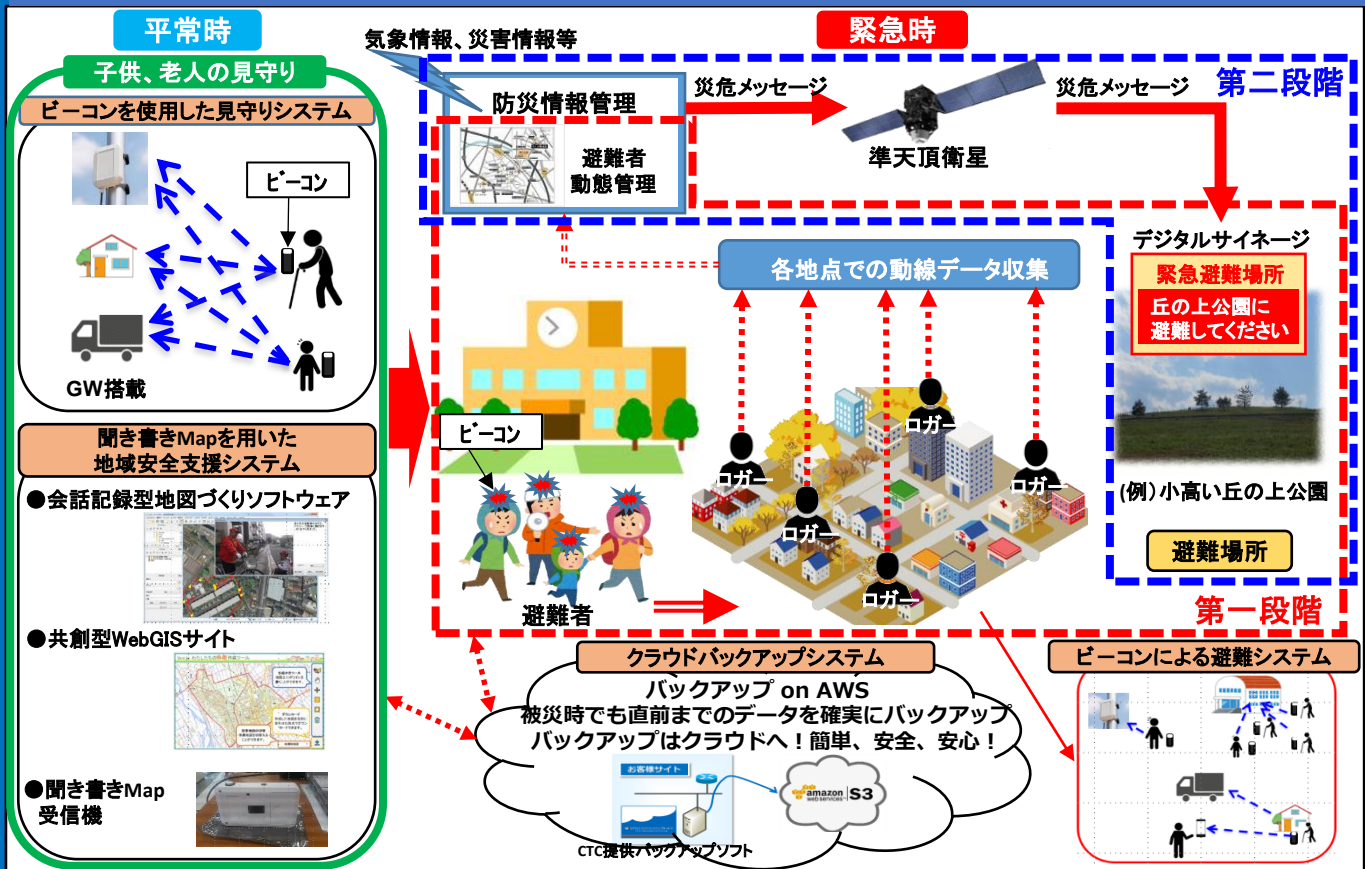 平常時
緊急時
子供、老人の見守り
ビーコンを使用した見守りシステム
ビーコン
GW搭載
聞き書きMapを用いた
地域安全支援システム
●会話記録型地図づくりソフトウェア
●共創型WebGISサイト
●聞き書きMap
受信機
気象情報、災害情報等
防災情報管理
避難者
動態管理
災危メッセージ
準天頂衛星
災危メッセージ
第二段階
デジタルサイネージ
緊急避難場所
丘の上公園に
避難してください
(例)小高い丘の上公園
避難場所
各地点での動線データ収集
ビーコン
避難者
ロガー
ロガー
ロガー
ロガー
ロガー
第一段階
クラウドバックアップシステム
バックアップ on AWS
被災時でも直前までのデータを確実にバックアップ
バックアップはクラウドへ！簡単、安全、安心！
お客様サイト
amazon
web services
S3
CTC提供バックアップソフト
ビーコンによる避難システム